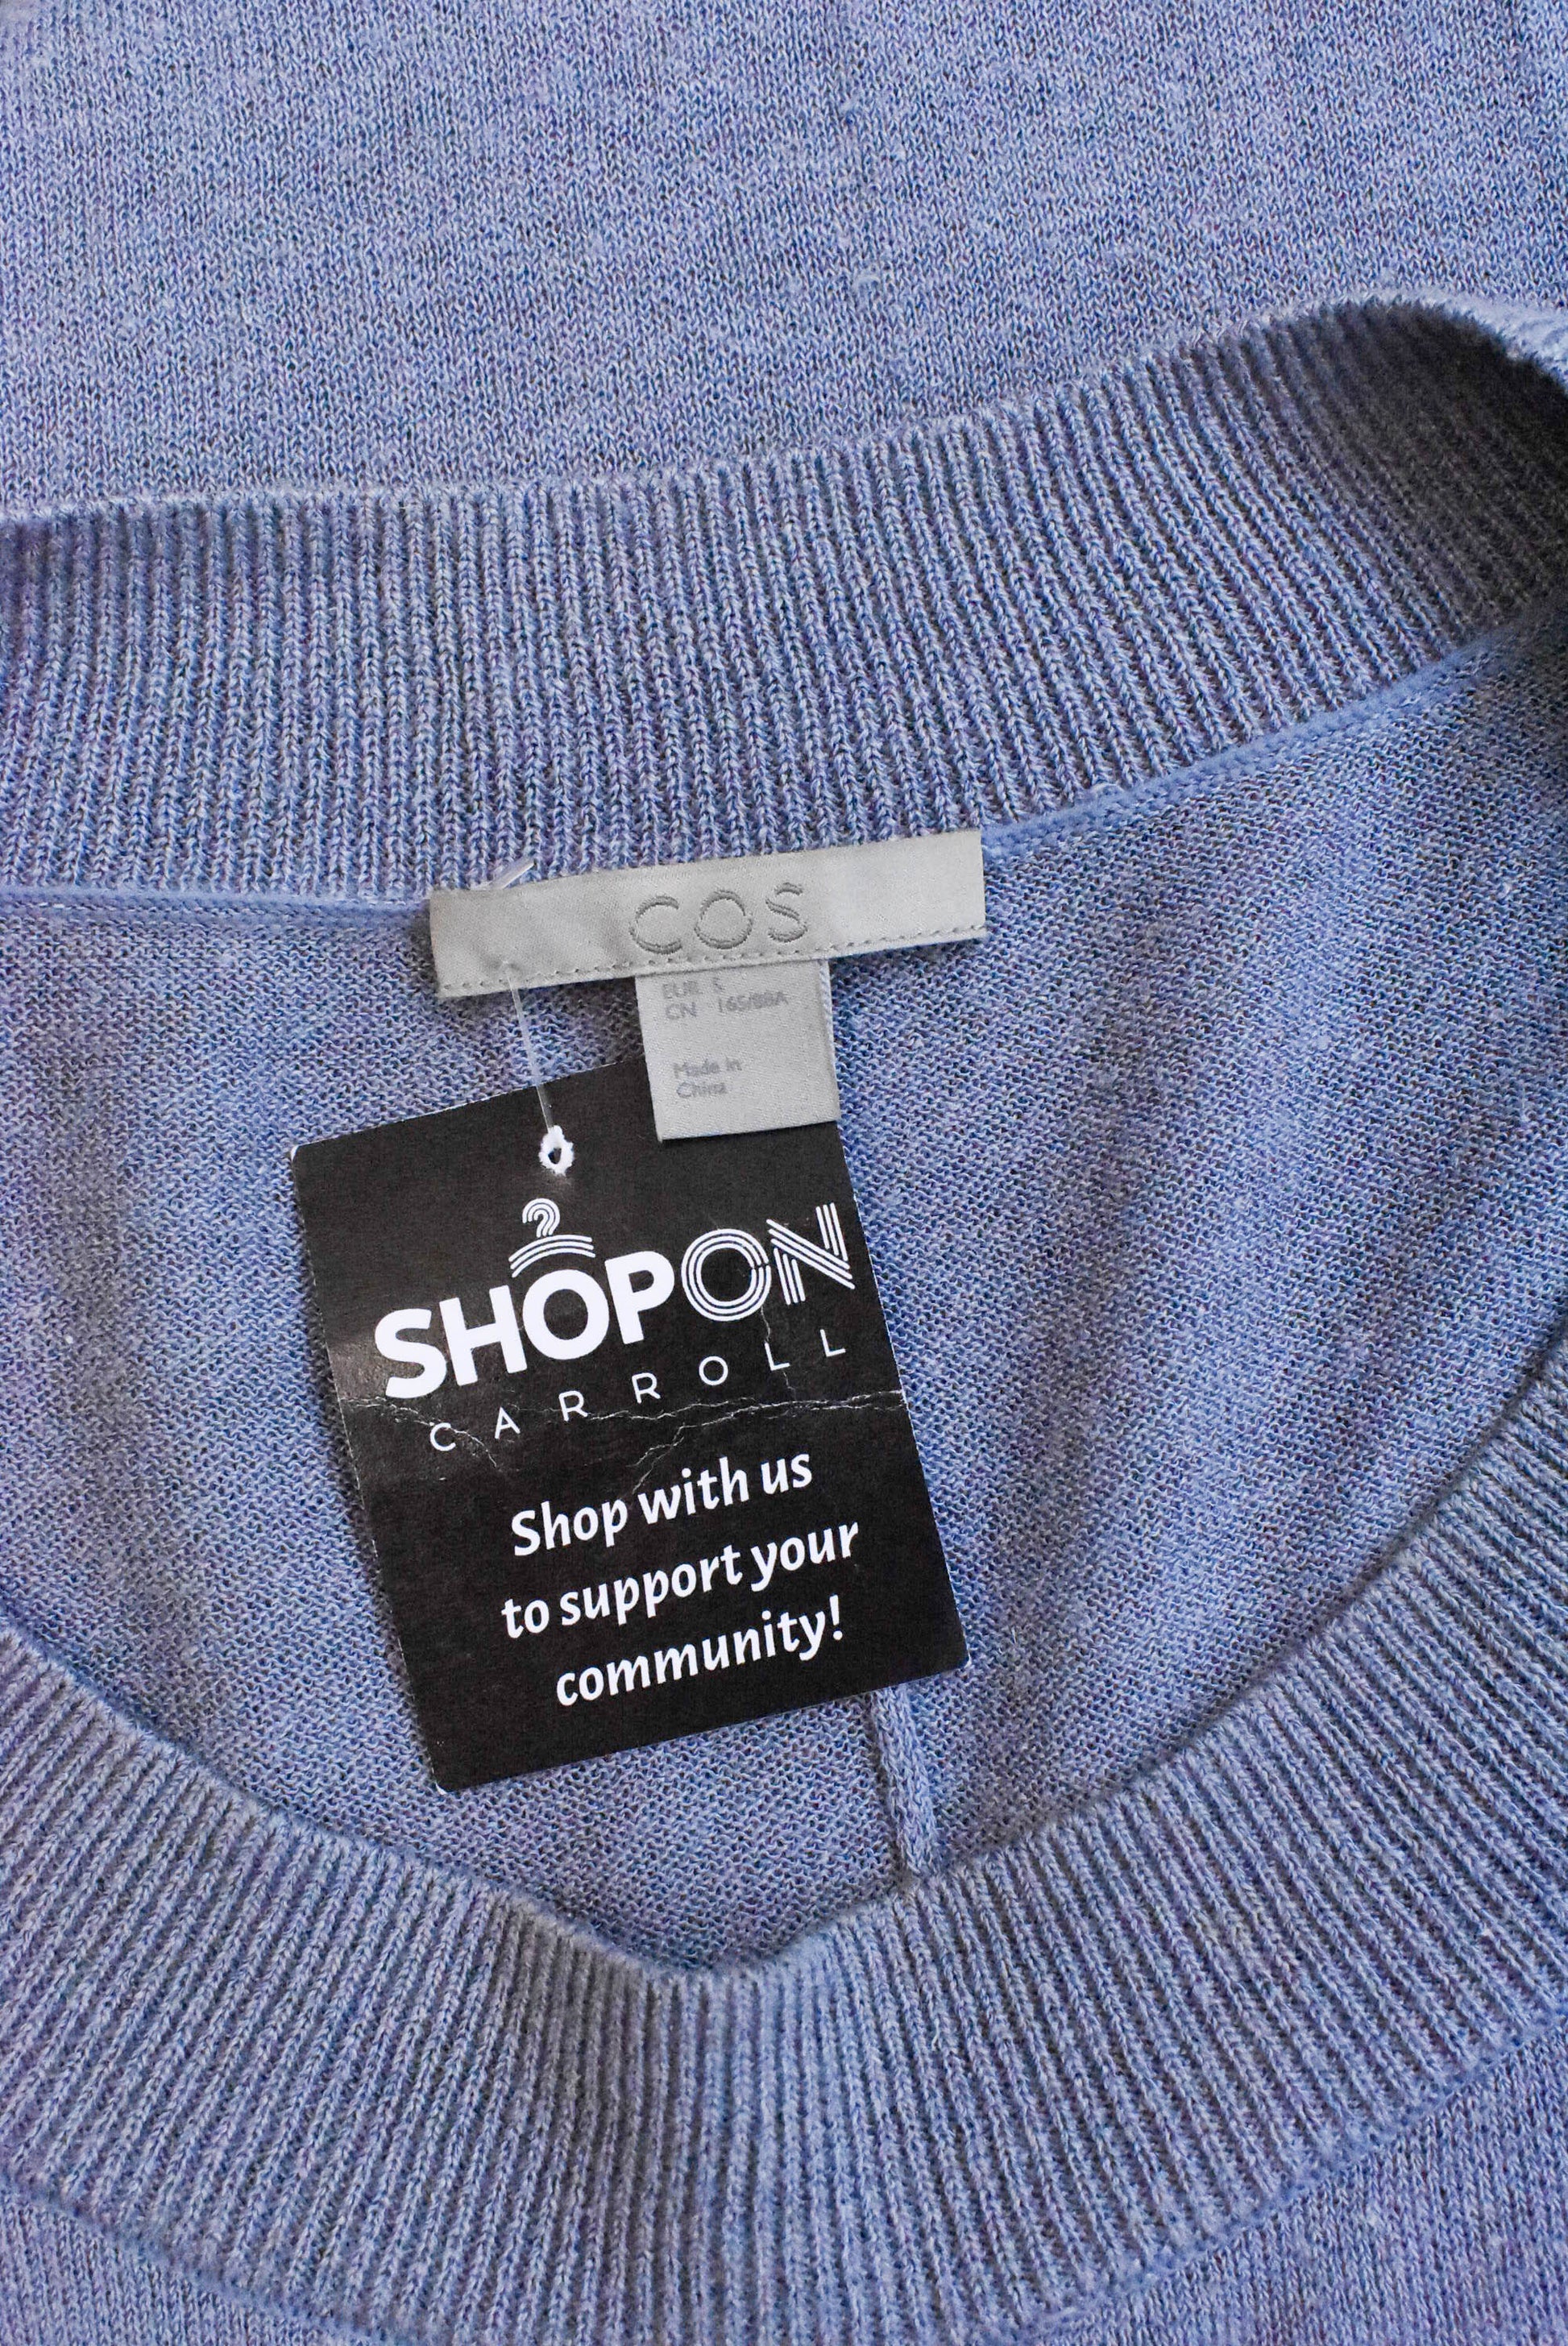 COS
EUR S
CN 165/88A
Made in
China
SHOPON
CARROLL
Shop with us
to support your
community!